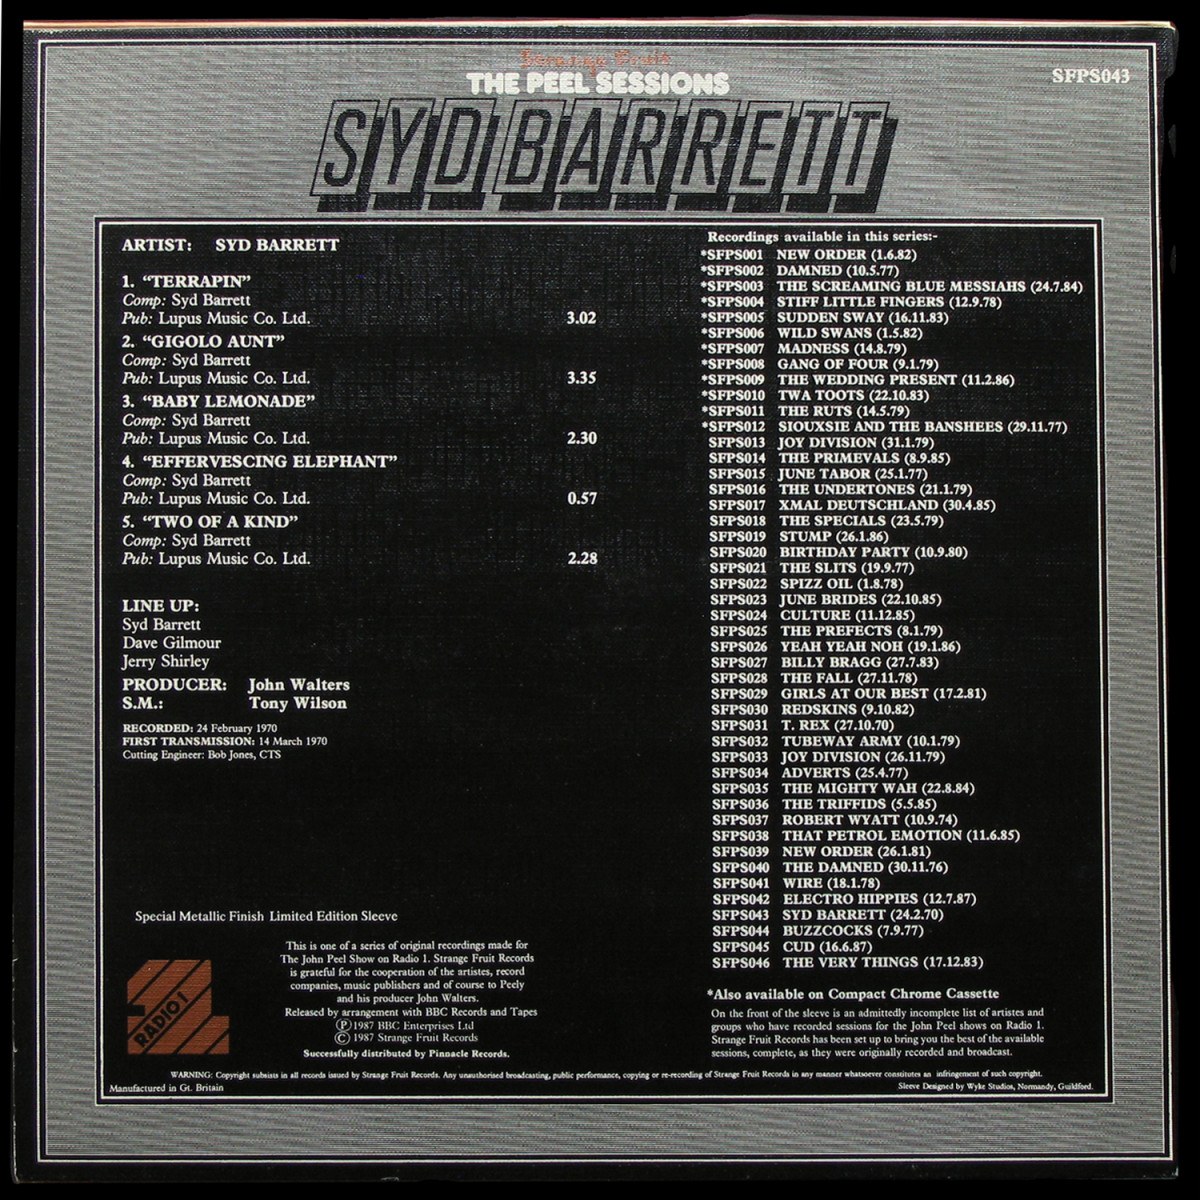 Strange Fruit
THE PEEL SESSIONS
SFPS043
SYD BARRETT
ARTIST: SYD BARRETT
1. “TERRAPIN”
Comp: Syd Barrett
Pub: Lupus Music Co. Ltd. 3.02
2. “GIGOLO AUNT”
Comp: Syd Barrett
Pub: Lupus Music Co. Ltd. 3.35
3. “BABY LEMONADE”
Comp: Syd Barrett
Pub: Lupus Music Co. Ltd. 2.30
4. “EFFERVESCING ELEPHANT”
Comp: Syd Barrett
Pub: Lupus Music Co. Ltd. 0.57
5. “TWO OF A KIND”
Comp: Syd Barrett
Pub: Lupus Music Co. Ltd. 2.28
LINE UP:
Syd Barrett
Dave Gilmour
Jerry Shirley
PRODUCER: John Walters
S.M.: Tony Wilson
RECORDED: 24 February 1970
FIRST TRANSMISSION: 14 March 1970
Cutting Engineer: Bob Jones, CTS
Special Metallic Finish Limited Edition Sleeve
RADIO 1
This is one of a series of original recordings made for
The John Peel Show on Radio 1. Strange Fruit Records
is grateful for the cooperation of the artistes, record
companies, music publishers and of course to Peely
and his producer John Walters.
Released by arrangement with BBC Records and Tapes
Ⓟ 1987 BBC Enterprises Ltd
© 1987 Strange Fruit Records
Successfully distributed by Pinnacle Records.
Recordings available in this series:-
*SFPS001 NEW ORDER (1.6.82)
*SFPS002 DAMNED (10.5.77)
*SFPS003 THE SCREAMING BLUE MESSIAHS (24.7.84)
*SFPS004 STIFF LITTLE FINGERS (12.9.78)
*SFPS005 SUDDEN SWAY (16.11.83)
*SFPS006 WILD SWANS (1.5.82)
*SFPS007 MADNESS (14.8.79)
*SFPS008 GANG OF FOUR (9.1.79)
*SFPS009 THE WEDDING PRESENT (11.2.86)
*SFPS010 TWA TOOTS (22.10.83)
*SFPS011 THE RUTS (14.5.79)
*SFPS012 SIOUXSIE AND THE BANSHEES (29.11.77)
SFPS013 JOY DIVISION (31.1.79)
SFPS014 THE PRIMEVALS (8.9.85)
SFPS015 JUNE TABOR (25.1.77)
SFPS016 THE UNDERTONES (21.1.79)
SFPS017 XMAL DEUTSCHLAND (30.4.85)
SFPS018 THE SPECIALS (23.5.79)
SFPS019 STUMP (26.1.86)
SFPS020 BIRTHDAY PARTY (10.9.80)
SFPS021 THE SLITS (19.9.77)
SFPS022 SPIZZ OIL (1.8.78)
SFPS023 JUNE BRIDES (22.10.85)
SFPS024 CULTURE (11.12.85)
SFPS025 THE PREFECTS (8.1.79)
SFPS026 YEAH YEAH NOH (19.1.86)
SFPS027 BILLY BRAGG (27.7.83)
SFPS028 THE FALL (27.11.78)
SFPS029 GIRLS AT OUR BEST (17.2.81)
SFPS030 REDSKINS (9.10.82)
SFPS031 T. REX (27.10.70)
SFPS032 TUBEWAY ARMY (10.1.79)
SFPS033 JOY DIVISION (26.11.79)
SFPS034 ADVERTS (25.4.77)
SFPS035 THE MIGHTY WAH (22.8.84)
SFPS036 THE TRIFFIDS (5.5.85)
SFPS037 ROBERT WYATT (10.9.74)
SFPS038 THAT PETROL EMOTION (11.6.85)
SFPS039 NEW ORDER (26.1.81)
SFPS040 THE DAMNED (30.11.76)
SFPS041 WIRE (18.1.78)
SFPS042 ELECTRO HIPPIES (12.7.87)
SFPS043 SYD BARRETT (24.2.70)
SFPS044 BUZZCOCKS (7.9.77)
SFPS045 CUD (16.6.87)
SFPS046 THE VERY THINGS (17.12.83)
*Also available on Compact Chrome Cassette
On the front of the sleeve is an admittedly incomplete list of artistes and
groups who have recorded sessions for the John Peel shows on Radio 1.
Strange Fruit Records has been set up to bring you the best of the available
sessions, complete, as they were originally recorded and broadcast.
WARNING: Copyright subsists in all records issued by Strange Fruit Records. Any unauthorised broadcasting, public performance, copying or re-recording of Strange Fruit Records in any manner whatsoever constitutes an infringement of such copyright.
Manufactured in Gt. Britain
Sleeve Designed by Wyke Studios, Normandy, Guildford.